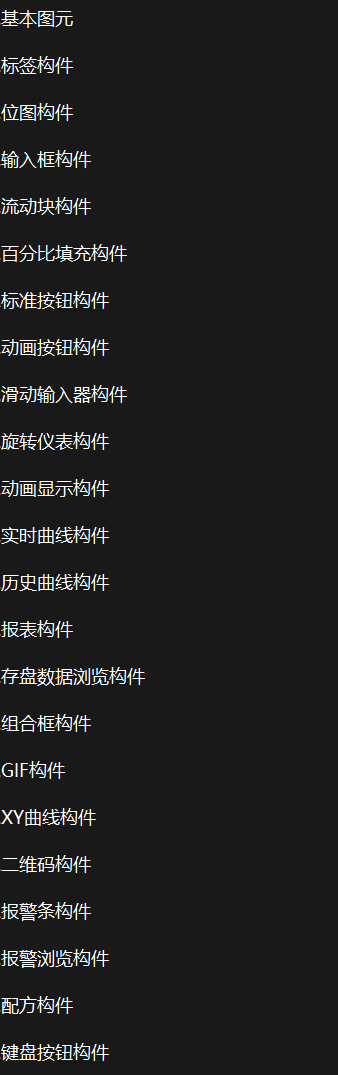 基本图元
标签构件
位图构件
输入框构件
流动块构件
百分比填充构件
标准按钮构件
动画按钮构件
滑动输入器构件
旋转仪表构件
动画显示构件
实时曲线构件
历史曲线构件
报表构件
存盘数据浏览构件
组合框构件
GIF构件
XY曲线构件
二维码构件
报警条构件
报警浏览构件
配方构件
键盘按钮构件